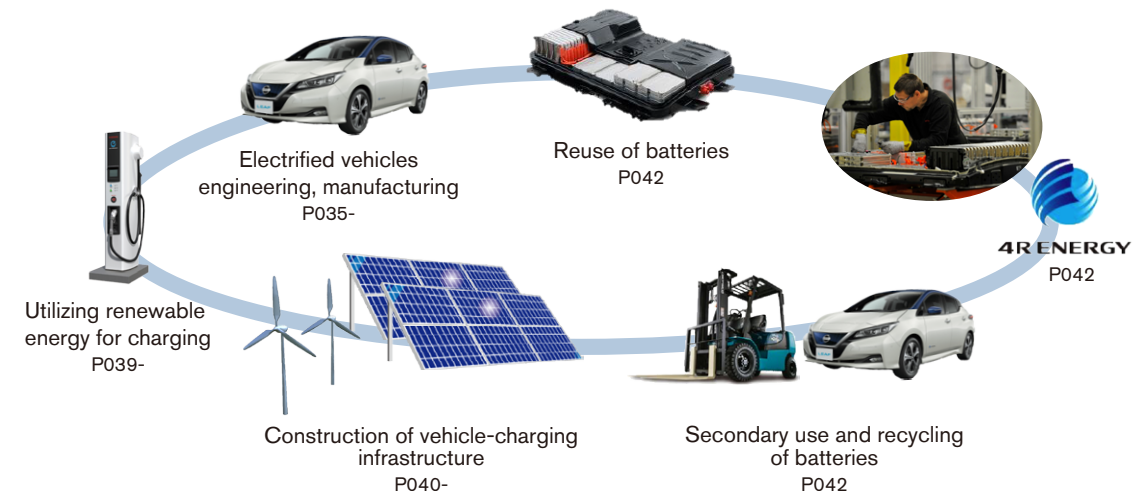 Electrified vehicles
engineering, manufacturing
P035-
Reuse of batteries
P042
4R ENERGY
P042
Utilizing renewable
energy for charging
P039-
Construction of vehicle-charging
infrastructure
P040-
Secondary use and recycling
of batteries
P042